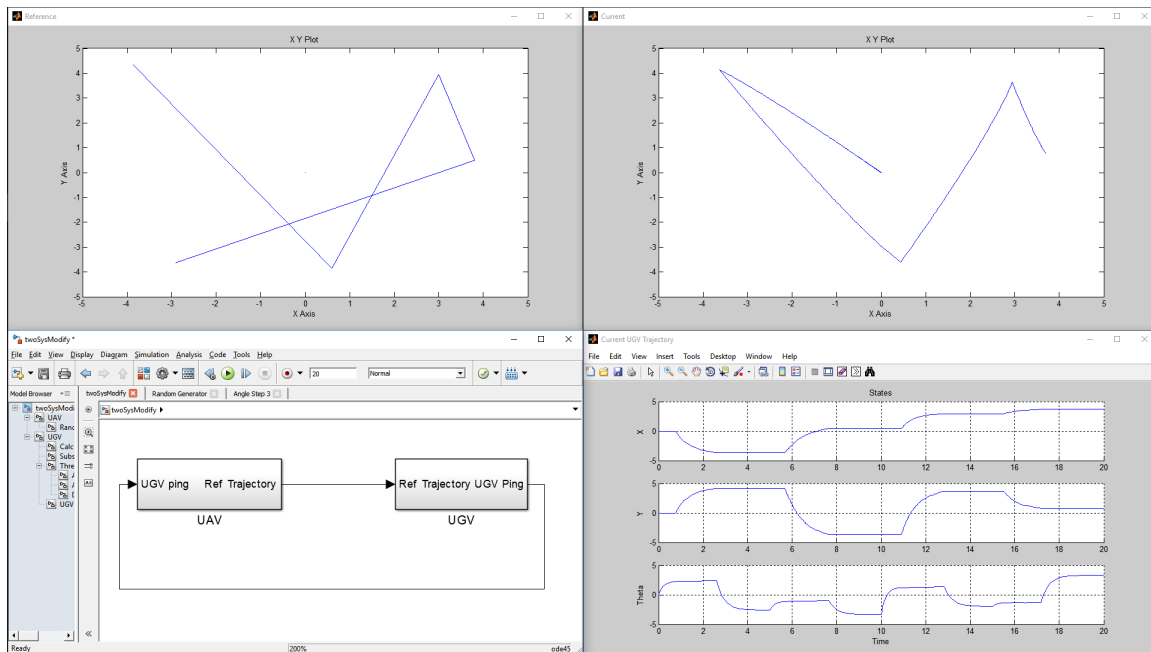 Reference
X Y Plot
5
4
3
2
1
0
-1
-2
-3
-4
-5
Y Axis
-5 -4 -3 -2 -1 0 1 2 3 4 5
X Axis
Current
X Y Plot
5
4
3
2
1
0
-1
-2
-3
-4
-5
Y Axis
-5 -4 -3 -2 -1 0 1 2 3 4 5
X Axis
twoSysModify *
File Edit View Display Diagram Simulation Analysis Code Tools Help
20 Normal
Model Browser twoSysModify Random Generator Angle Step 3
twoSysModi
UAV
Ranc
UGV
Calc
Subs
Thre
A
A
D
UGV
twoSysModify
UGV ping Ref Trajectory
UAV
Ref Trajectory UGV Ping
UGV
Ready 200% ode45
Current UGV Trajectory
File Edit View Insert Tools Desktop Window Help
States
5
0
-5
X
0 2 4 6 8 10 12 14 16 18 20
5
0
-5
Y
0 2 4 6 8 10 12 14 16 18 20
5
0
-5
Theta
0 2 4 6 8 10 12 14 16 18 20
Time